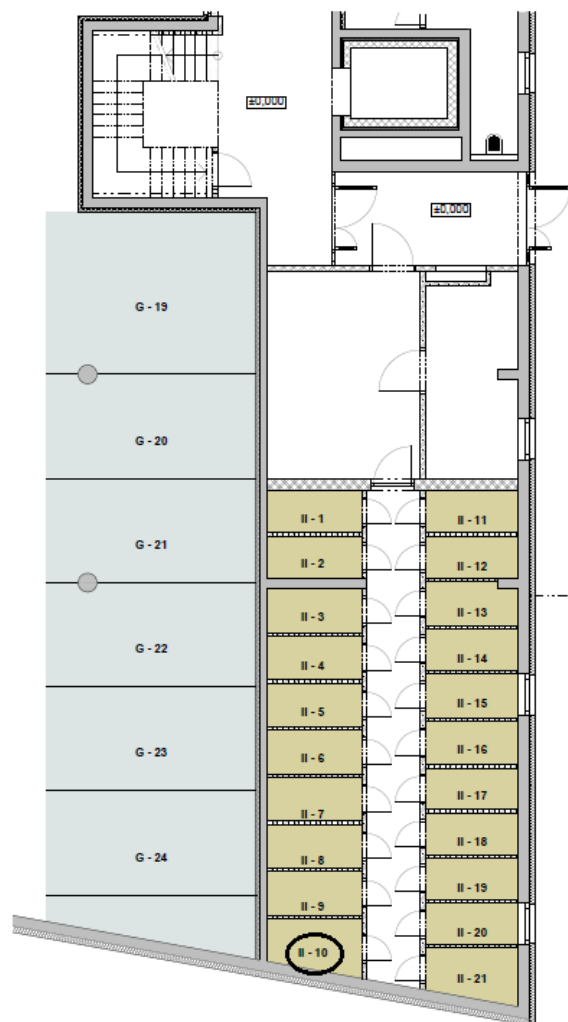 ±0,000
±0,000
G - 19
G - 20
G - 21
G - 22
G - 23
G - 24
II - 1
II - 2
II - 3
II - 4
II - 5
II - 6
II - 7
II - 8
II - 9
II - 10
II - 11
II - 12
II - 13
II - 14
II - 15
II - 16
II - 17
II - 18
II - 19
II - 20
II - 21